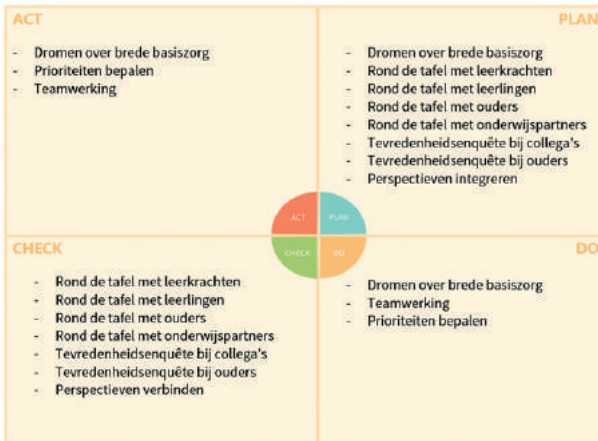 ACT
- Dromen over brede basiszorg
- Prioriteiten bepalen
- Teamwerking
PLAN
- Dromen over brede basiszorg
- Rond de tafel met leerkrachten
- Rond de tafel met leerlingen
- Rond de tafel met ouders
- Rond de tafel met onderwijspartners
- Tevredenheidsenquête bij collega's
- Tevredenheidsenquête bij ouders
- Perspectieven integreren
ACT PLAN
CHECK DO
CHECK
- Rond de tafel met leerkrachten
- Rond de tafel met leerlingen
- Rond de tafel met ouders
- Rond de tafel met onderwijspartners
- Tevredenheidsenquête bij collega's
- Tevredenheidsenquête bij ouders
- Perspectieven verbinden
DO
- Dromen over brede basiszorg
- Teamwerking
- Prioriteiten bepalen